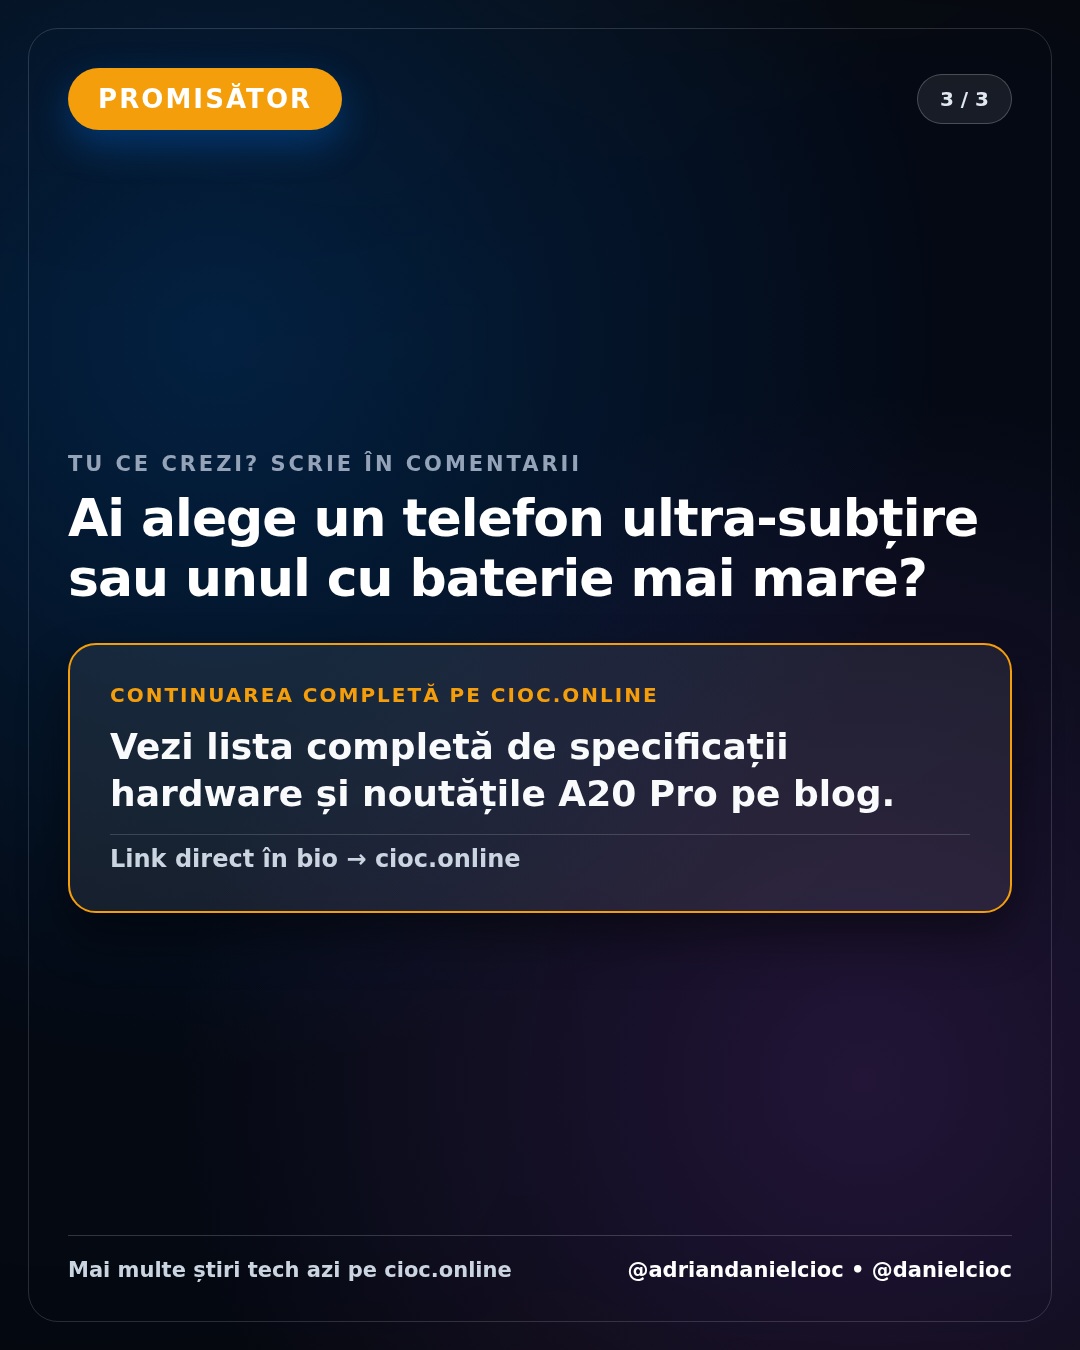 PROMISĂTOR
3 / 3
TU CE CREZI? SCRIE ÎN COMENTARII
Ai alege un telefon ultra-subțire
sau unul cu baterie mai mare?
CONTINUAREA COMPLETĂ PE CIOC.ONLINE
Vezi lista completă de specificații
hardware și noutățile A20 Pro pe blog.
Link direct în bio → cioc.online
Mai multe știri tech azi pe cioc.online
@adriandanielcioc • @danielcioc